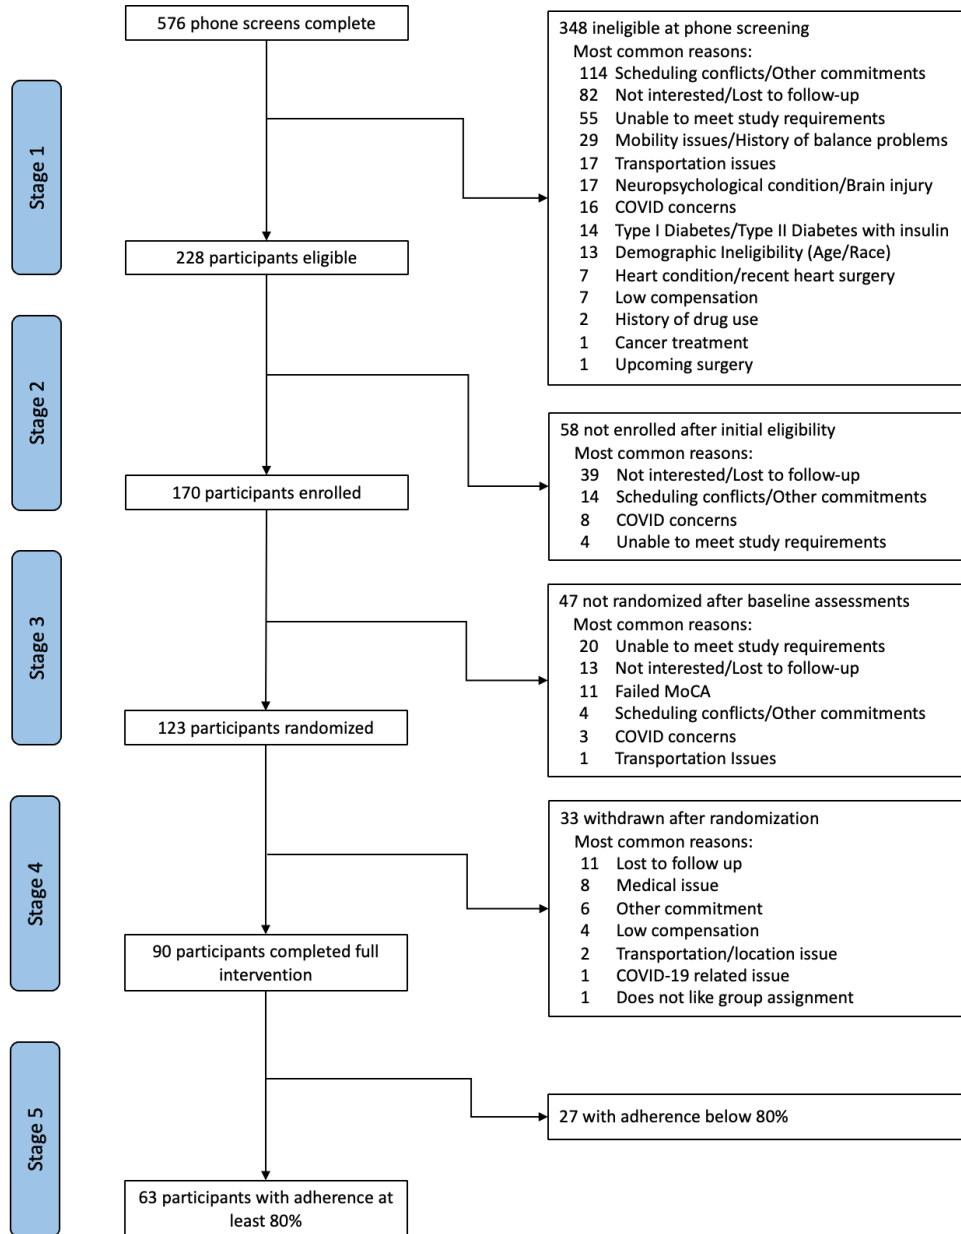 576 phone screens complete
348 ineligible at phone screening
Most common reasons:
114 Scheduling conflicts/Other commitments
82 Not interested/Lost to follow-up
55 Unable to meet study requirements
29 Mobility issues/History of balance problems
17 Transportation issues
17 Neuropsychological condition/Brain injury
16 COVID concerns
14 Type I Diabetes/Type II Diabetes with insulin
13 Demographic Ineligibility (Age/Race)
7 Heart condition/recent heart surgery
7 Low compensation
2 History of drug use
1 Cancer treatment
1 Upcoming surgery
Stage 1
228 participants eligible
Stage 2
58 not enrolled after initial eligibility
Most common reasons:
39 Not interested/Lost to follow-up
14 Scheduling conflicts/Other commitments
8 COVID concerns
4 Unable to meet study requirements
170 participants enrolled
Stage 3
47 not randomized after baseline assessments
Most common reasons:
20 Unable to meet study requirements
13 Not interested/Lost to follow-up
11 Failed MoCA
4 Scheduling conflicts/Other commitments
3 COVID concerns
1 Transportation Issues
123 participants randomized
Stage 4
33 withdrawn after randomization
Most common reasons:
11 Lost to follow up
8 Medical issue
6 Other commitment
4 Low compensation
2 Transportation/location issue
1 COVID-19 related issue
1 Does not like group assignment
90 participants completed full
intervention
Stage 5
27 with adherence below 80%
63 participants with adherence at
least 80%